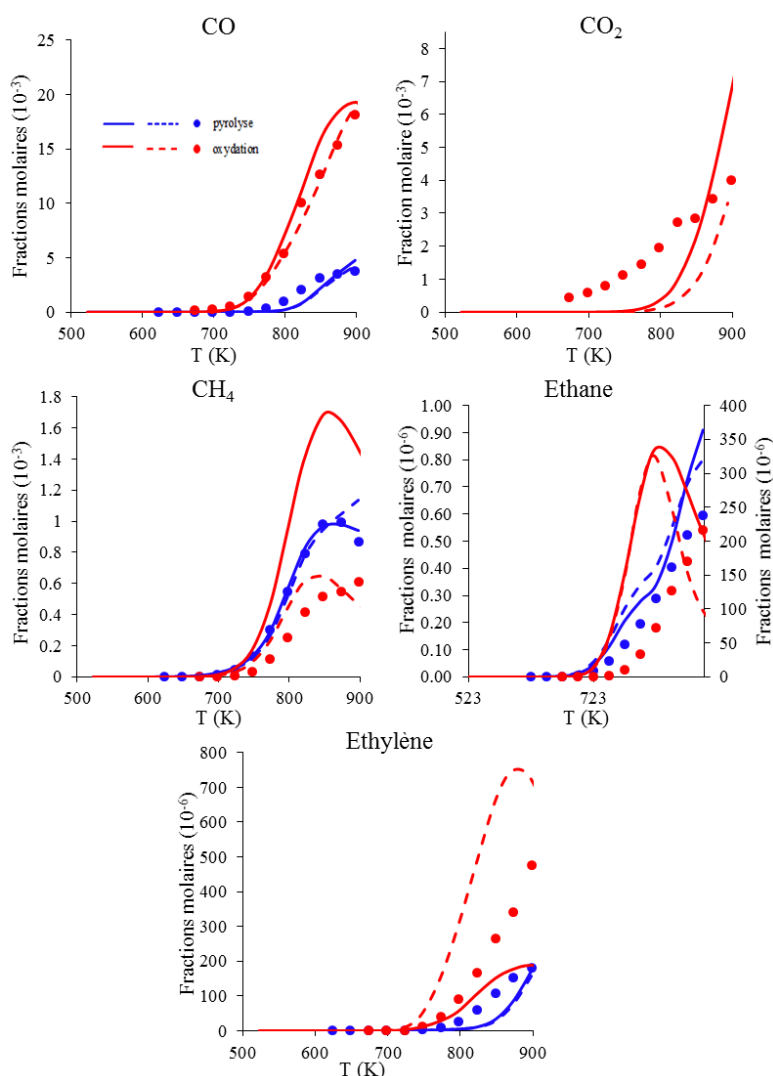 CO
Fractions molaires (10-3)
25
20
15
10
5
0
pyrolyse
oxydation
500 600 700 800 900
T (K)
CO2
Fraction molaire (10-3)
8
7
6
5
4
3
2
1
0
500 600 700 800 900
T (K)
CH4
Fractions molaires (10-3)
1.8
1.6
1.4
1.2
1
0.8
0.6
0.4
0.2
0
500 600 700 800 900
T (K)
Ethane
Fractions molaires (10-6)
1.00
0.90
0.80
0.70
0.60
0.50
0.40
0.30
0.20
0.10
0.00
400
350
300
250
200
150
100
50
0
Fractions molaires (10-6)
523 723
T (K)
Ethylène
Fractions molaires (10-6)
800
700
600
500
400
300
200
100
0
500 600 700 800 900
T (K)